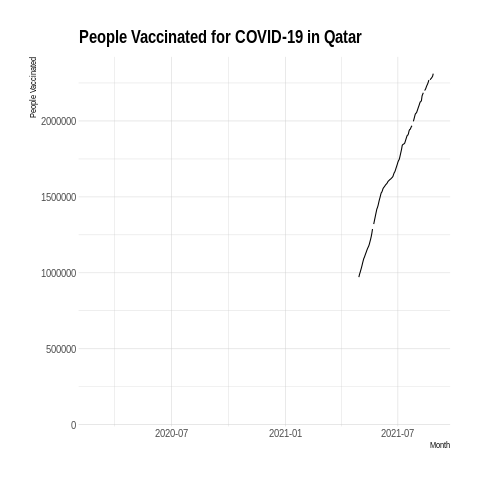 People Vaccinated for COVID-19 in Qatar
People Vaccinated
2000000
1500000
1000000
500000
0
2020-07
2021-01
2021-07
Month